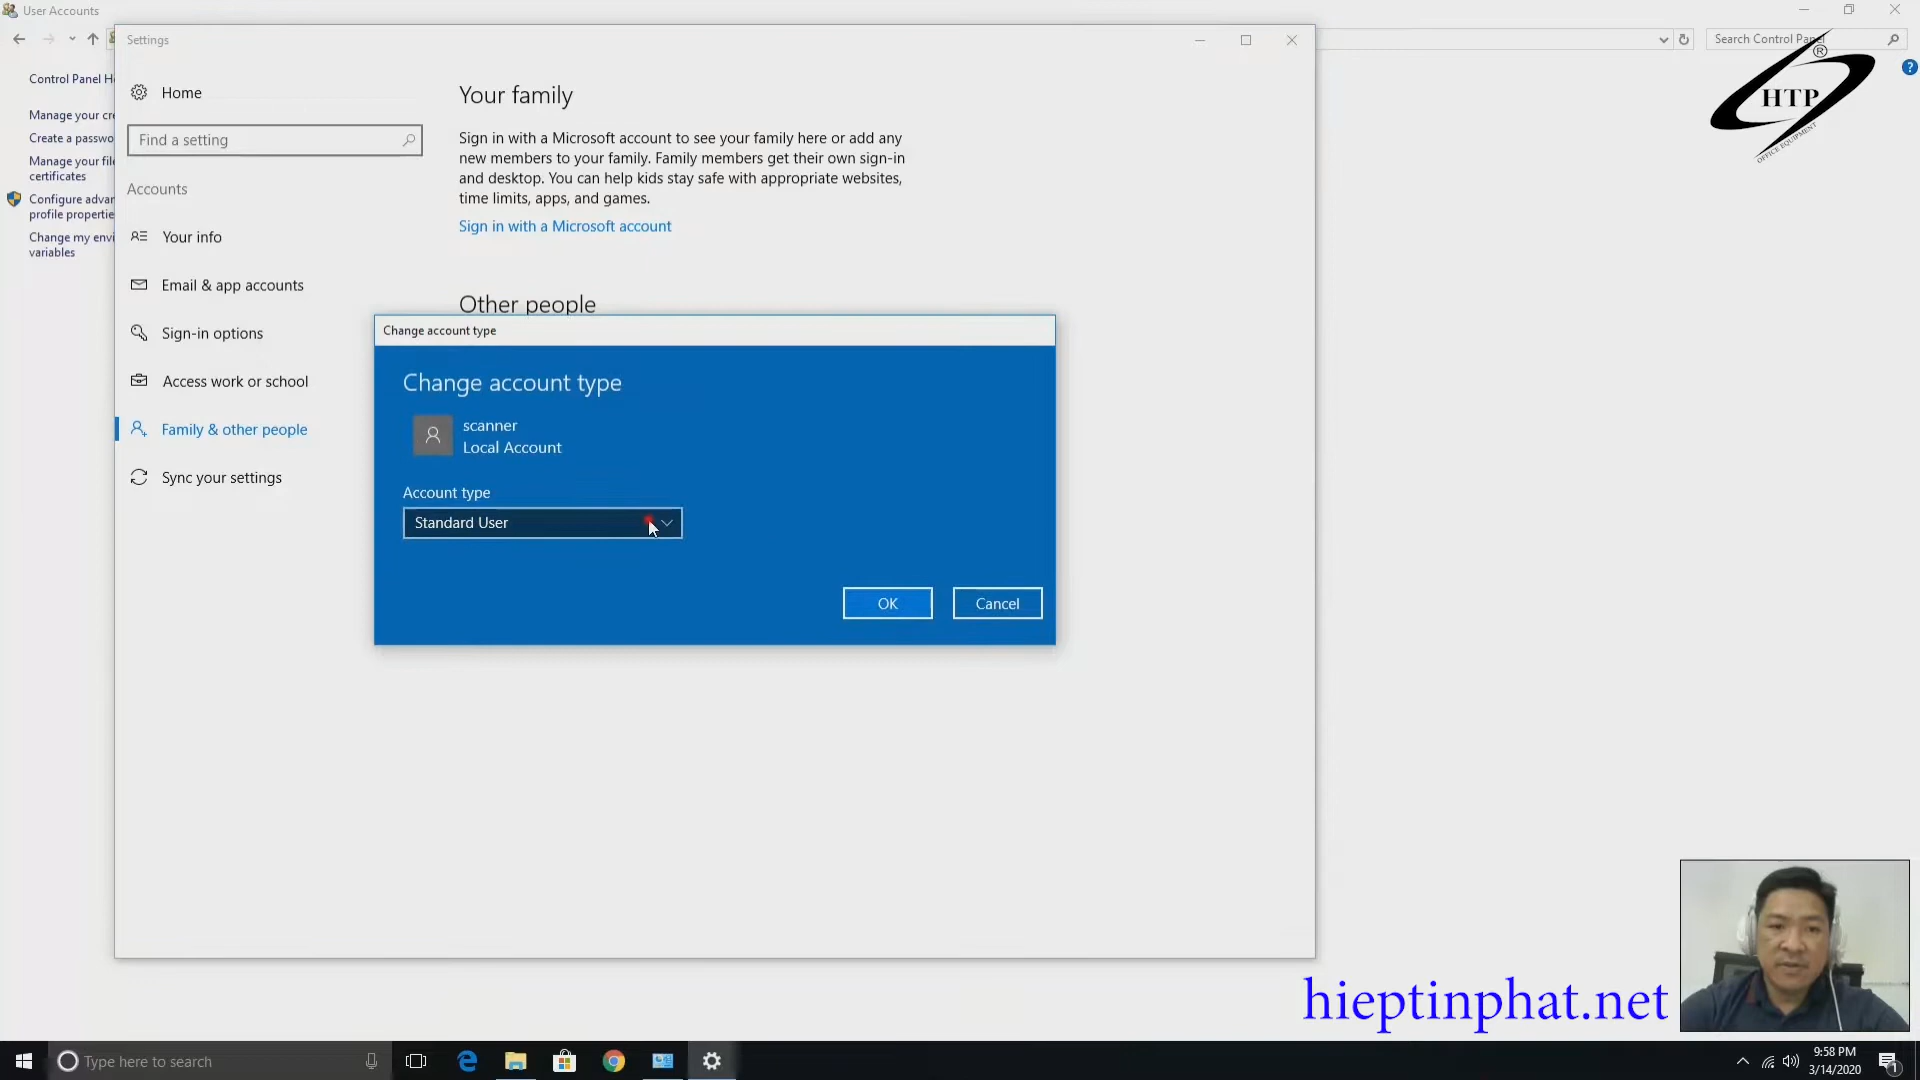 User Accounts
Settings
Search Control Panel
Control Panel H
Manage your cre
Create a passwo
Manage your file
certificates
Configure advar
profile propertie
Change my envi
variables
Home
Find a setting
Accounts
Your info
Email & app accounts
Sign-in options
Access work or school
Family & other people
Sync your settings
Your family
Sign in with a Microsoft account to see your family here or add any
new members to your family. Family members get their own sign-in
and desktop. You can help kids stay safe with appropriate websites,
time limits, apps, and games.
Sign in with a Microsoft account
Other people
Change account type
Change account type
scanner
Local Account
Account type
Standard User
OK
Cancel
®
HTP
OFFICE EQUIPMENT
hieptinphat.net
Type here to search
9:58 PM
3/14/2020
1